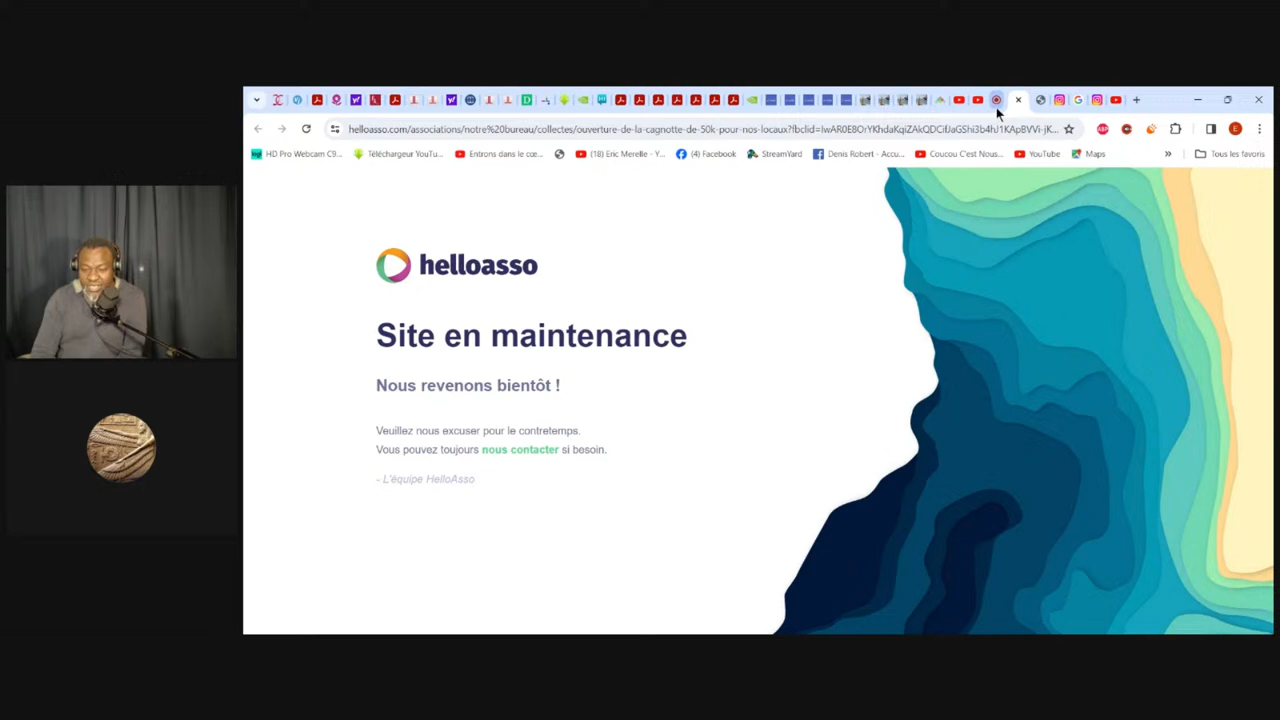 helloasso.com/associations/notre%20bureau/collectes/ouverture-de-la-cagnotte-de-50k-pour-nos-locaux?fbclid=
HD Pro Webcam C9... Téléchargeur YouTu... Entrons dans le cœ... (18) Eric Merelle - Y... (4) Facebook StreamYard Denis Robert - Accu... Coucou C'est Nous... YouTube Maps » Tous les favoris
helloasso
Site en maintenance
Nous revenons bientôt !
Veuillez nous excuser pour le contretemps.
Vous pouvez toujours nous contacter si besoin.
- L'équipe HelloAsso